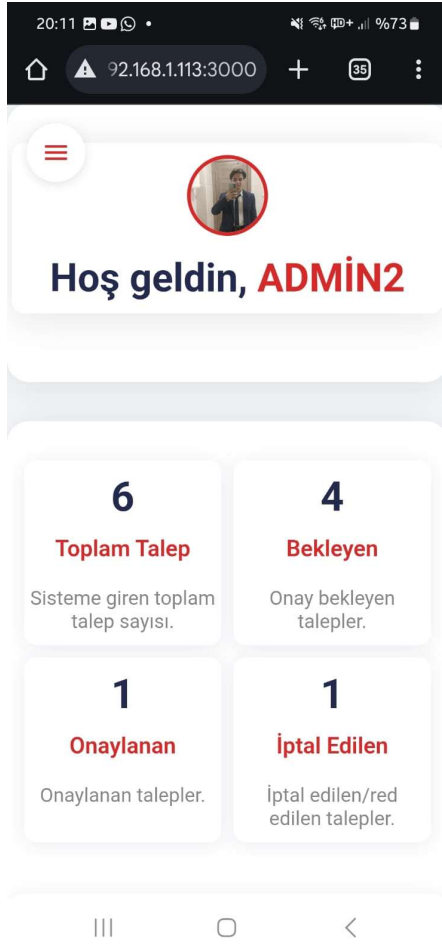 20:11
%73
92.168.1.113:3000
35
Hoş geldin, ADMİN2
6
Toplam Talep
Sisteme giren toplam
talep sayısı.
4
Bekleyen
Onay bekleyen
talepler.
1
Onaylanan
Onaylanan talepler.
1
İptal Edilen
İptal edilen/red
edilen talepler.